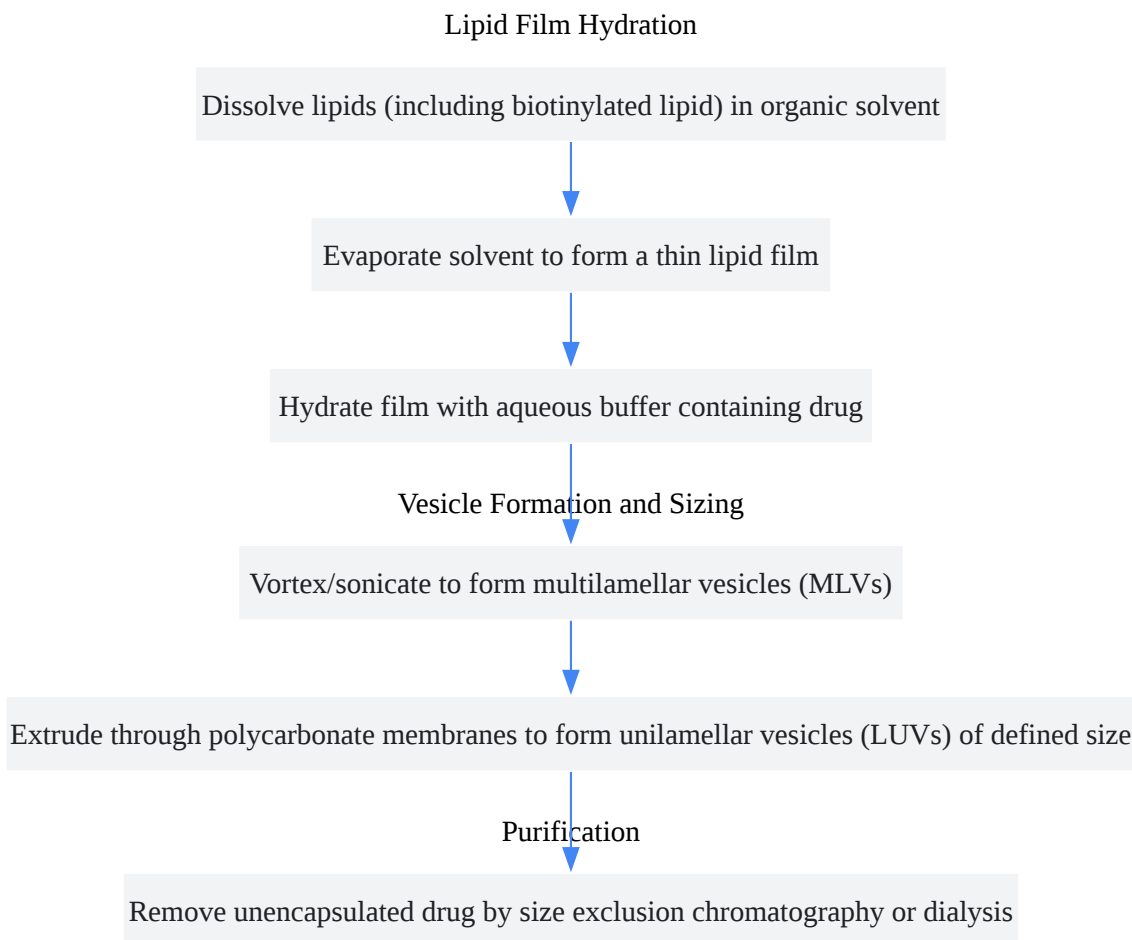 Lipid Film Hydration
Dissolve lipids (including biotinylated lipid) in organic solvent
Evaporate solvent to form a thin lipid film
Hydrate film with aqueous buffer containing drug
Vesicle Formation and Sizing
Vortex/sonicate to form multilamellar vesicles (MLVs)
Extrude through polycarbonate membranes to form unilamellar vesicles (LUVs) of defined size
Purification
Remove unencapsulated drug by size exclusion chromatography or dialysis